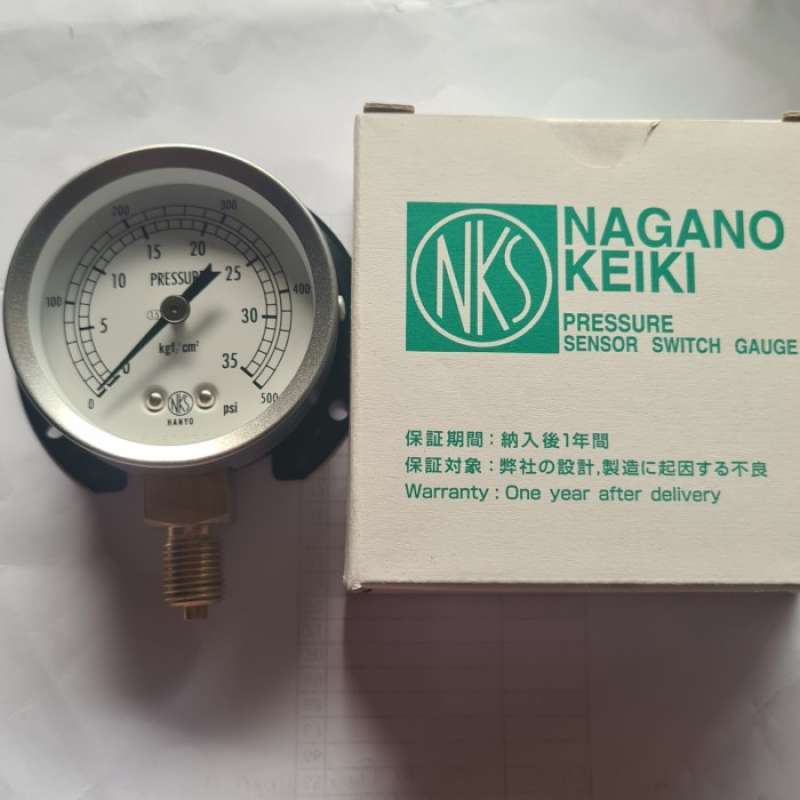 200
300
15
20
PRESSURE
10
25
100
400
5
30
kgf/cm²
0
35
0
500
NKS
psi
HANYO
NKS
NAGANO
KEIKI
PRESSURE
SENSOR SWITCH GAUGE
保証期間：納入後1年間
保証対象：弊社の設計,製造に起因する不良
Warranty : One year after delivery